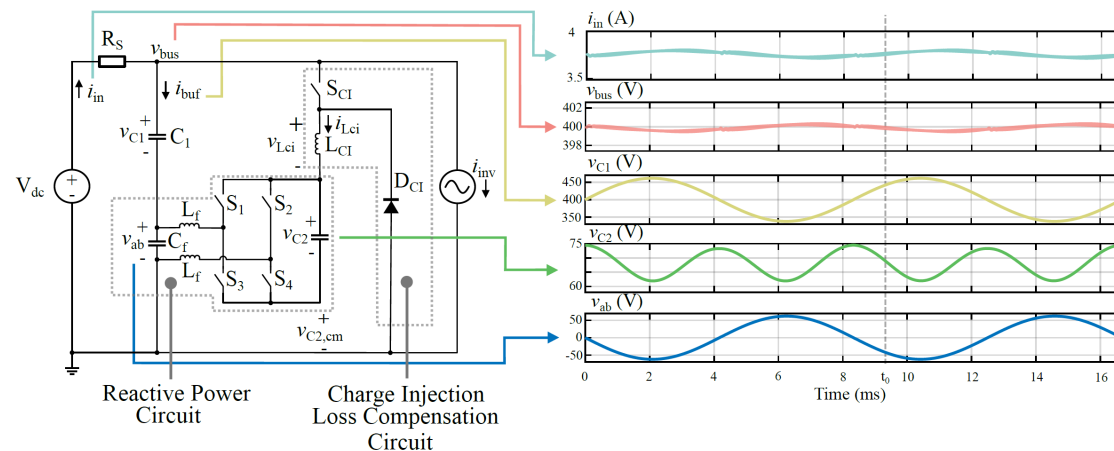 R_S
v_bus
i_in
i_buf
S_CI
v_C1
+
-
C_1
+
v_Lci
-
i_Lci
L_CI
V_dc
+
-
D_CI
i_inv
L_f
S_1
S_2
+
v_ab
-
C_f
v_C2
+
-
L_f
S_3
S_4
+
v_C2,cm
-
Reactive Power
Circuit
Charge Injection
Loss Compensation
Circuit
i_in (A)
4
3.5
v_bus (V)
402
400
398
v_C1 (V)
450
400
350
v_C2 (V)
75
60
v_ab (V)
50
0
-50
0 2 4 6 8 t_0 10 12 14 16
Time (ms)